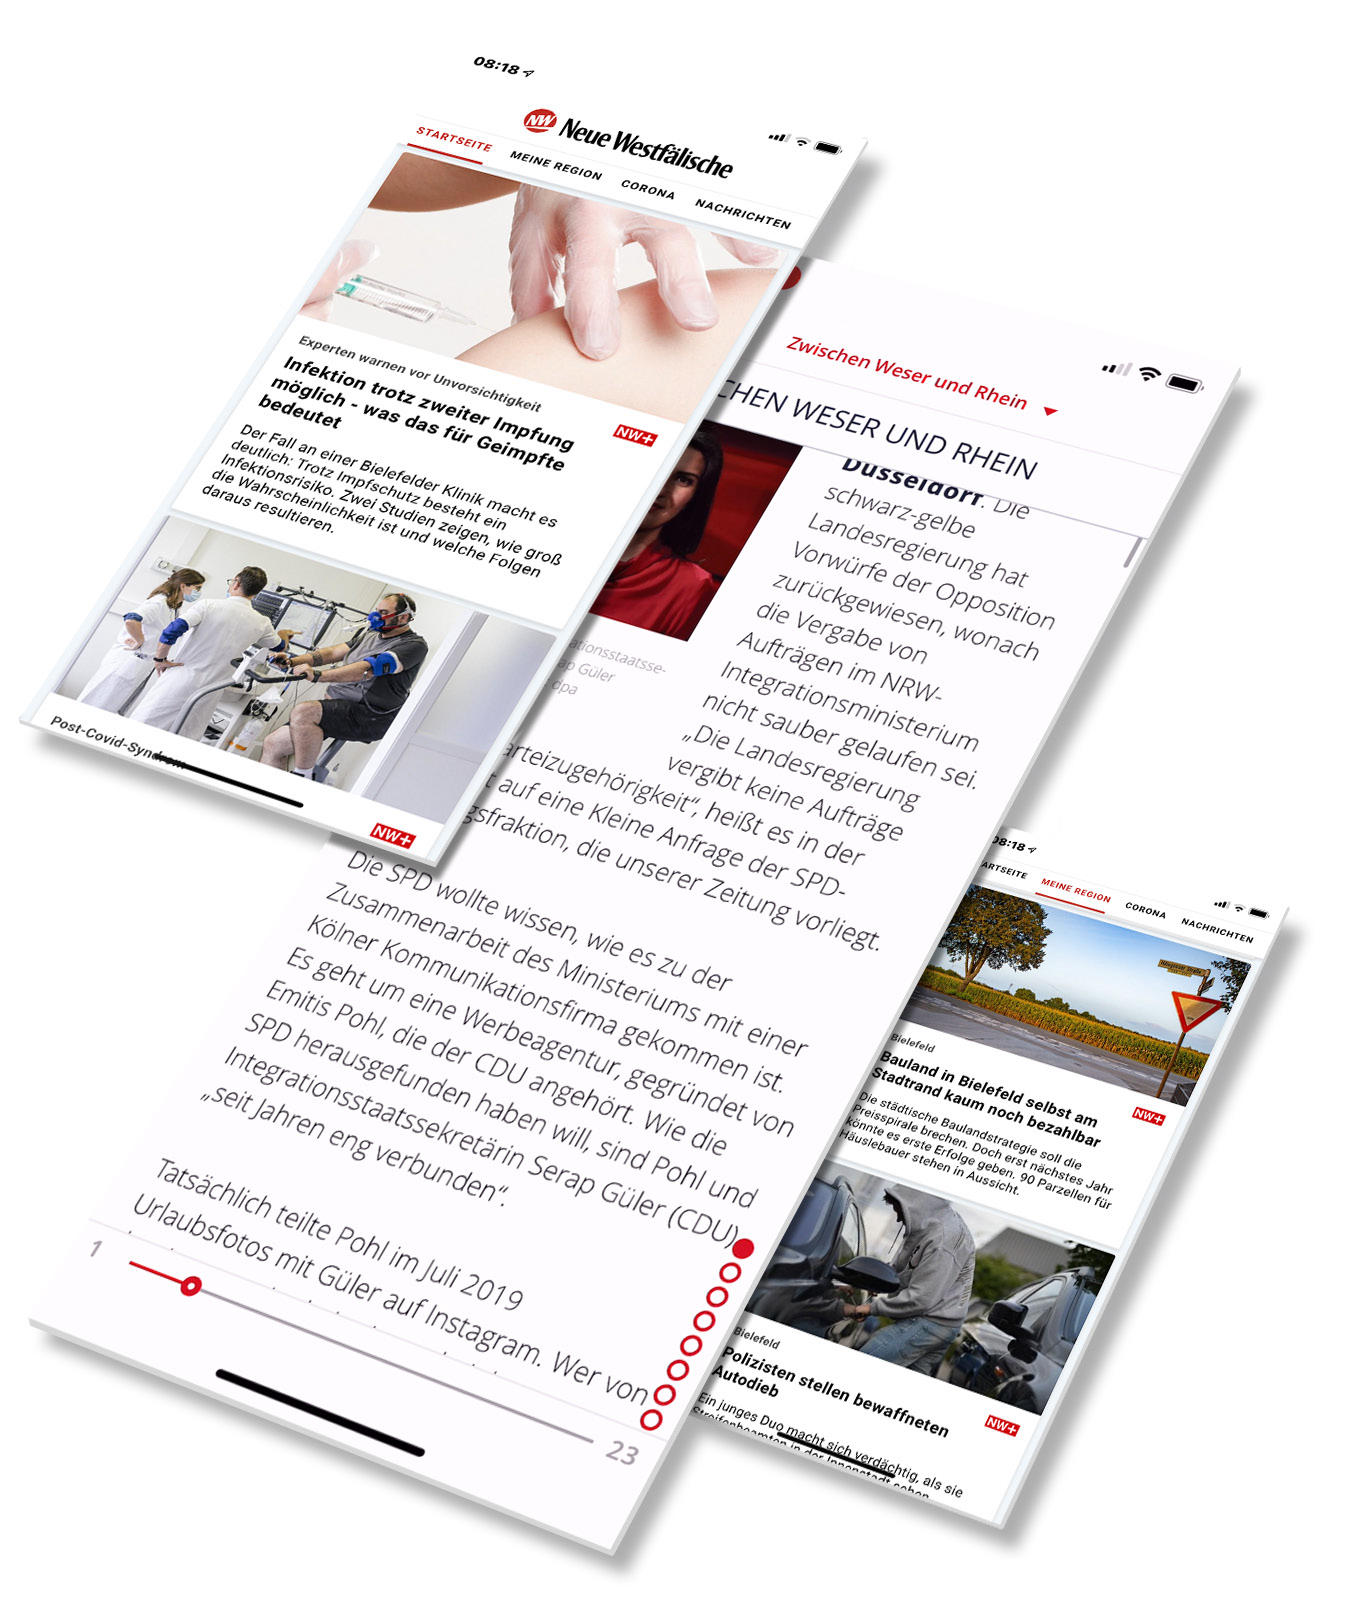 08:18
NW Neue Westfälische
STARTSEITE MEINE REGION CORONA NACHRICHTEN
Experten warnen vor Unvorsichtigkeit
Infektion trotz zweiter Impfung
möglich - was das für Geimpfte
bedeutet
NW+
Der Fall an einer Bielefelder Klinik macht es
deutlich: Trotz Impfschutz besteht ein
Infektionsrisiko. Zwei Studien zeigen, wie groß
die Wahrscheinlichkeit ist und welche Folgen
daraus resultieren.
Post-Covid-Syndrom
NW+
Zwischen Weser und Rhein
CHEN WESER UND RHEIN
Düsseldorf. Die
schwarz-gelbe
Landesregierung hat
Vorwürfe der Opposition
zurückgewiesen, wonach
die Vergabe von
Aufträgen im NRW-
Integrationsministerium
nicht sauber gelaufen sei.
„Die Landesregierung
vergibt keine Aufträge
ationsstaatsse-
ap Güler
dpa
arteizugehörigkeit“, heißt es in der
t auf eine Kleine Anfrage der SPD-
gsfraktion, die unserer Zeitung vorliegt.
Die SPD wollte wissen, wie es zu der
Zusammenarbeit des Ministeriums mit einer
Kölner Kommunikationsfirma gekommen ist.
Es geht um eine Werbeagentur, gegründet von
Emitis Pohl, die der CDU angehört. Wie die
SPD herausgefunden haben will, sind Pohl und
Integrationsstaatssekretärin Serap Güler (CDU)
„seit Jahren eng verbunden“.
Tatsächlich teilte Pohl im Juli 2019
Urlaubsfotos mit Güler auf Instagram. Wer von
1
23
08:18
ARTSEITE MEINE REGION CORONA NACHRICHTEN
Bielefeld
Bauland in Bielefeld selbst am
Stadtrand kaum noch bezahlbar
NW+
Die städtische Baulandstrategie soll die
Preisspirale brechen. Doch erst nächstes Jahr
könnte es erste Erfolge geben. 90 Parzellen für
Häuslebauer stehen in Aussicht.
Bielefeld
Polizisten stellen bewaffneten
Autodieb
NW+
Ein junges Duo macht sich verdächtig, als sie
Streifenbeamten in der Innenstadt sehen.